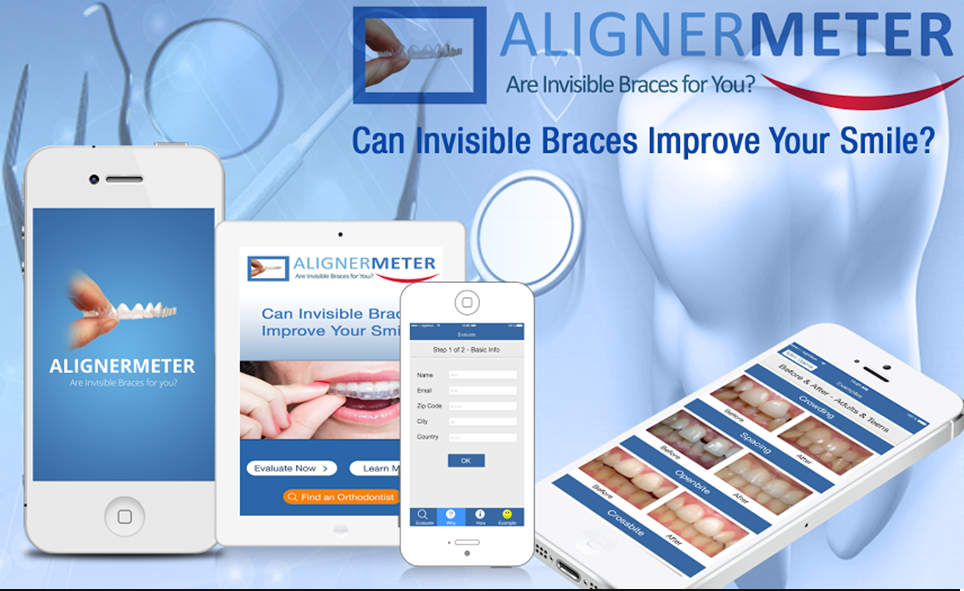 ALIGNERMETER
Are Invisible Braces for You?
Can Invisible Braces Improve Your Smile?
ALIGNERMETER
Are Invisible Braces for you?
ALIGNERMETER
Are Invisible Braces for You?
Can Invisible Brac
Improve Your Smi
Evaluate Now >
Learn M
Find an Orthodontist
Evaluate
Step 1 of 2 - Basic Info
Name
Email
Zip Code
City
Country
OK
Evaluate
Why
How
Example
Examples
Before & After - Adults & Teens
Crowding
Before
After
Spacing
Before
After
Openbite
Before
After
Crossbite